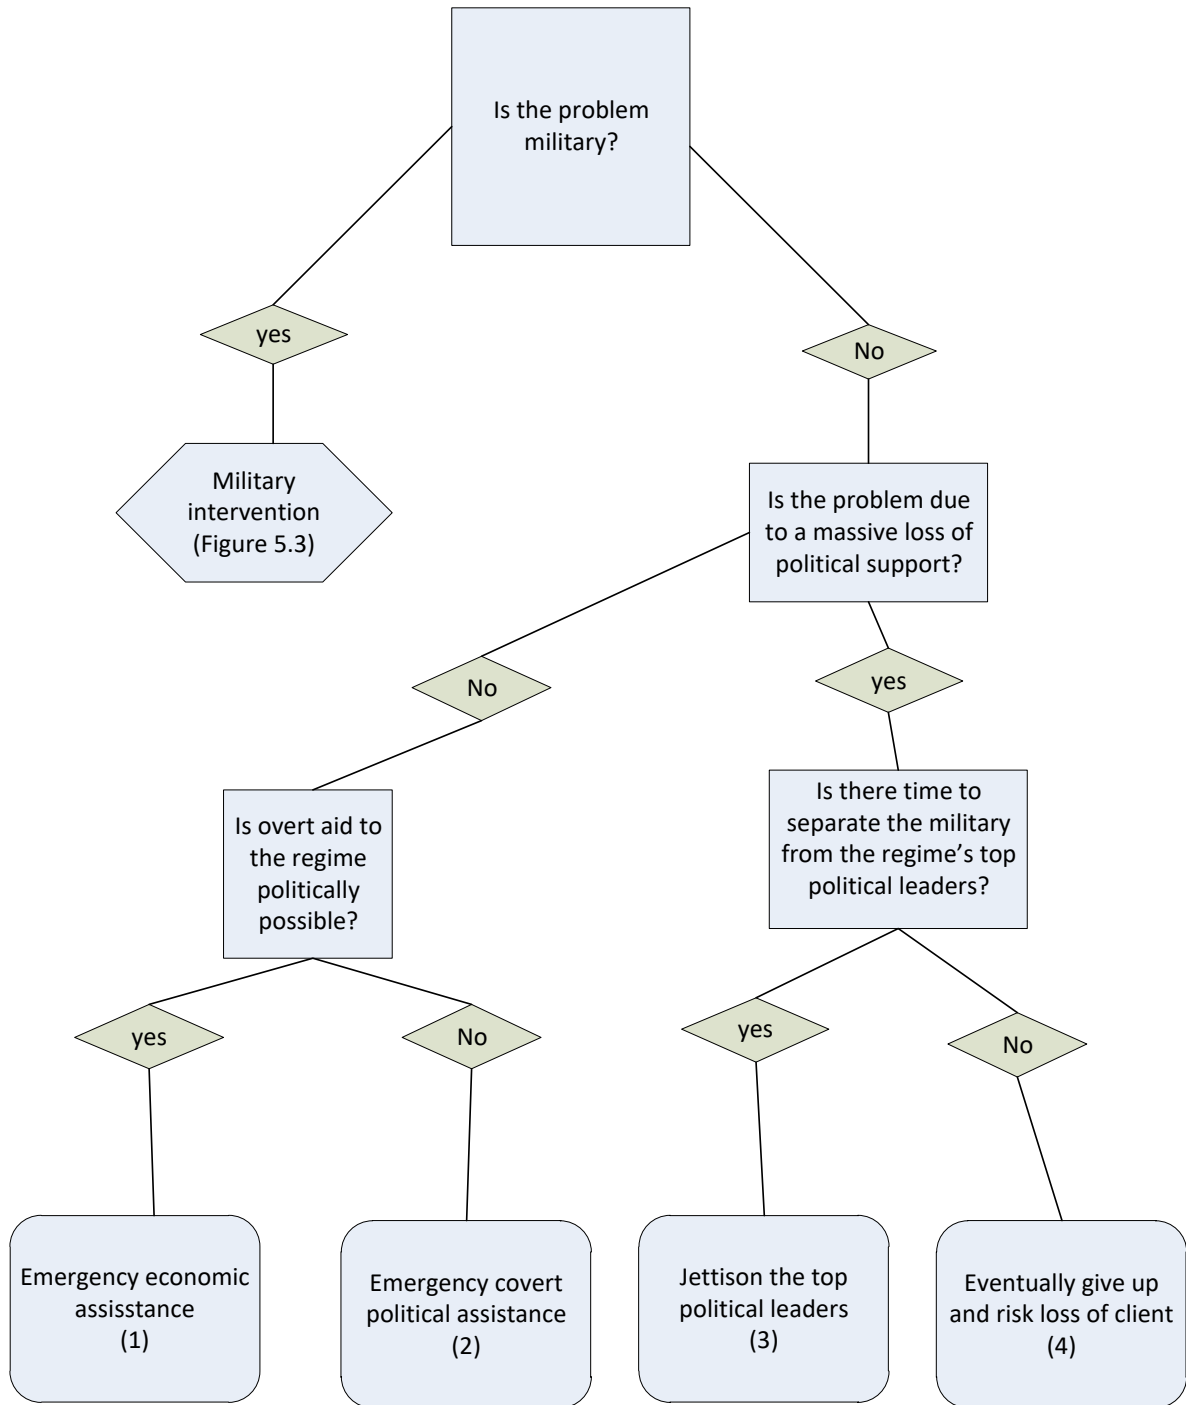 Is the problem
military?
yes
No
Military
intervention
(Figure 5.3)
Is the problem due
to a massive loss of
political support?
No
yes
Is overt aid to
the regime
politically
possible?
Is there time to
separate the military
from the regime’s top
political leaders?
yes
No
yes
No
Emergency economic
assisstance
(1)
Emergency covert
political assistance
(2)
Jettison the top
political leaders
(3)
Eventually give up
and risk loss of client
(4)